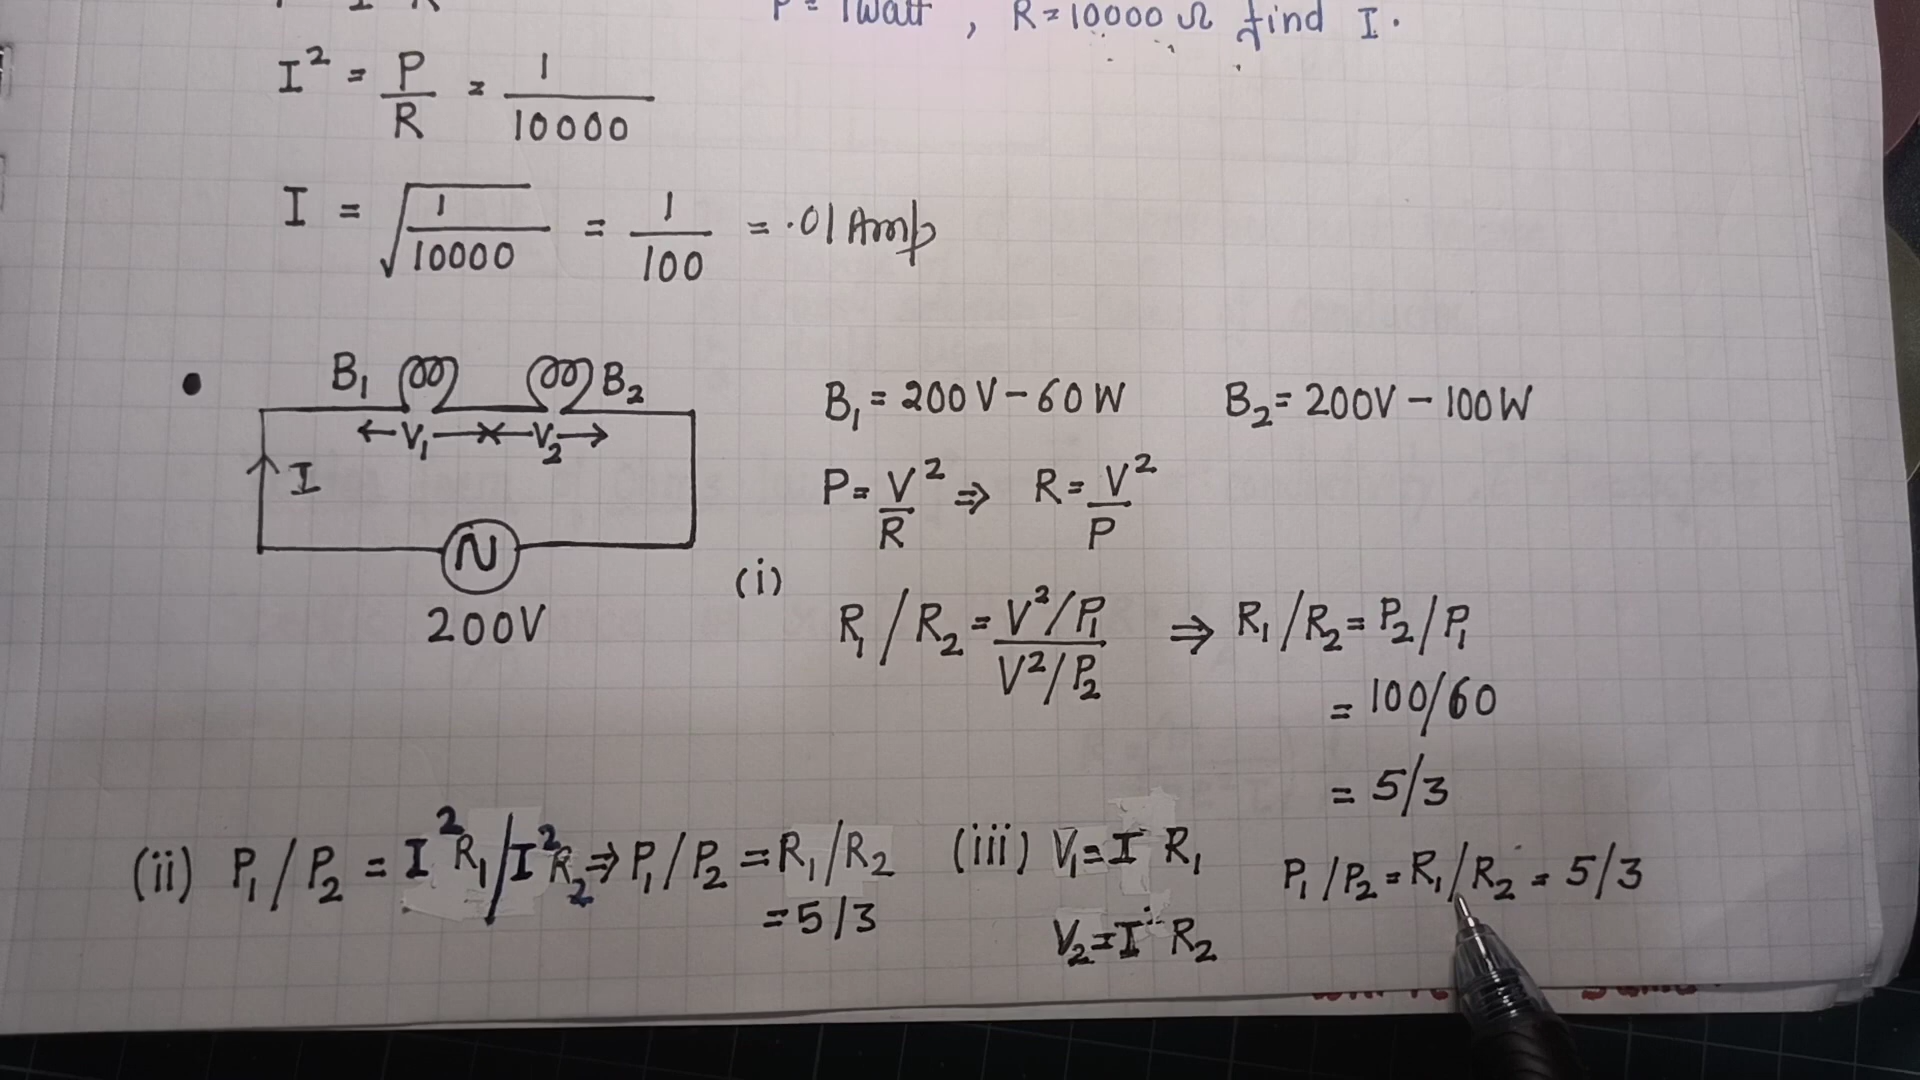 P = 1 Watt , R = 10000 Ω find I .
I² = P/R = 1/10000
I = √1/10000 = 1/100 = .01 Amp
B₁ B₂
V₁ V₂
I
200V
B₁ = 200V - 60W B₂ = 200V - 100W
P = V²/R ⇒ R = V²/P
(i)
R₁/R₂ = V²/P₁ / V²/P₂ ⇒ R₁/R₂ = P₂/P₁
= 100/60
= 5/3
(ii) P₁/P₂ = I²R₁/I²R₂ ⇒ P₁/P₂ = R₁/R₂
= 5/3
(iii) V₁ = I R₁
V₂ = I R₂
P₁/P₂ = R₁/R₂ = 5/3